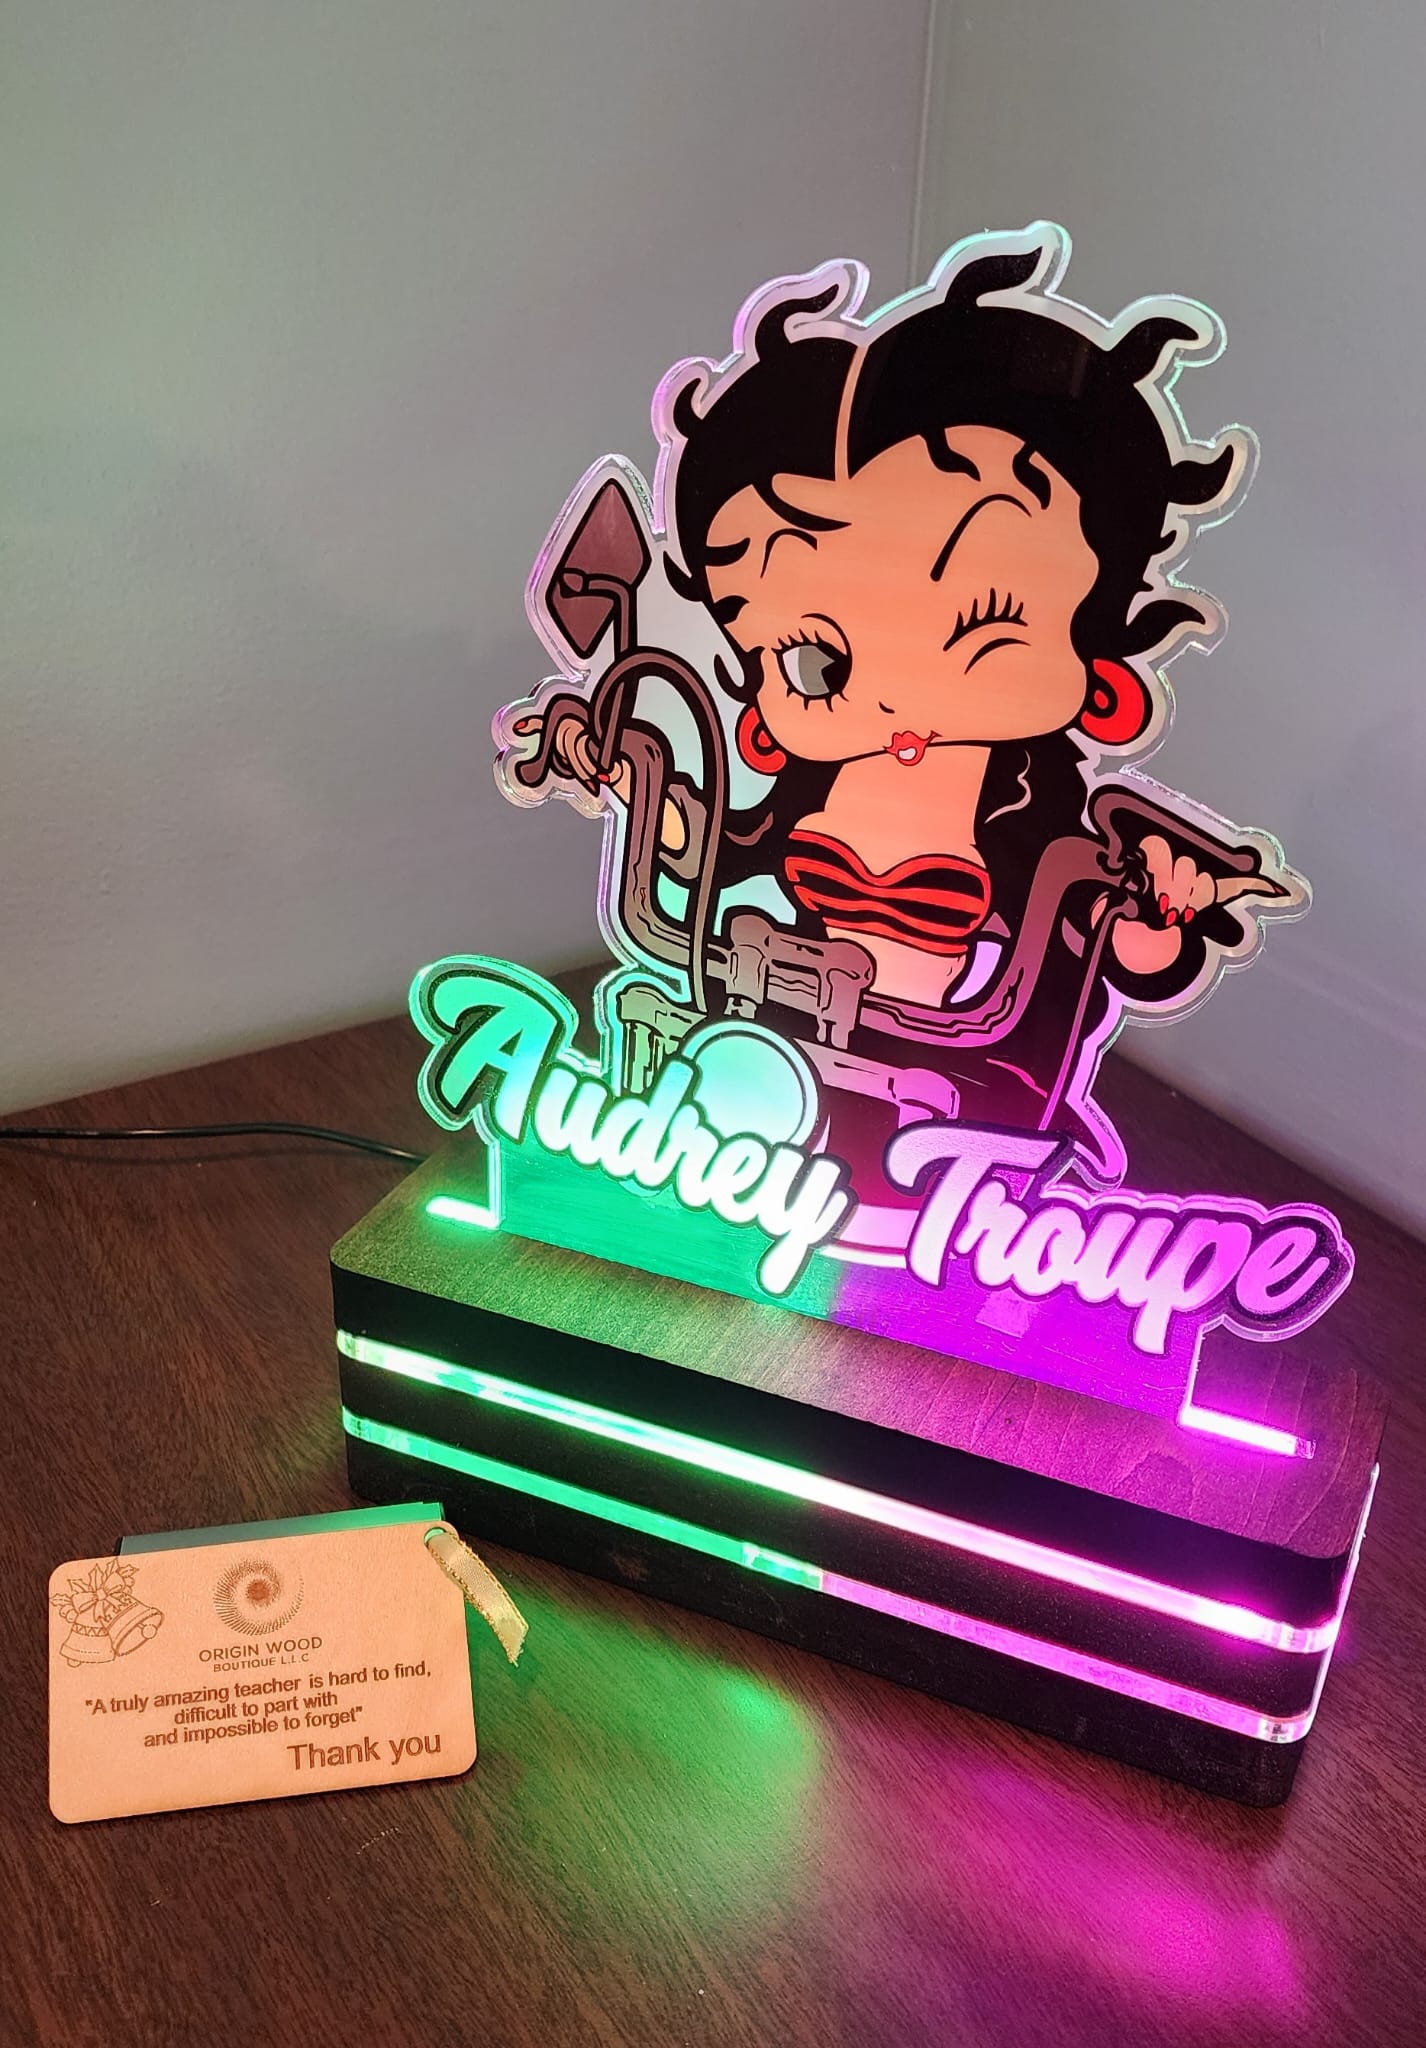 Audrey Troupe
ORIGIN WOOD
BOUTIQUE L.L.C
"A truly amazing teacher is hard to find,
difficult to part with
and impossible to forget"
Thank you